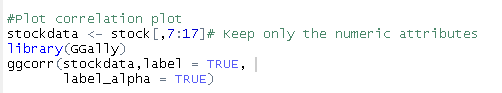 #Plot correlation plot
stockdata <- stock[,7:17]# Keep only the numeric attributes
library(GGally)
ggcorr(stockdata,label = TRUE,
label_alpha = TRUE)